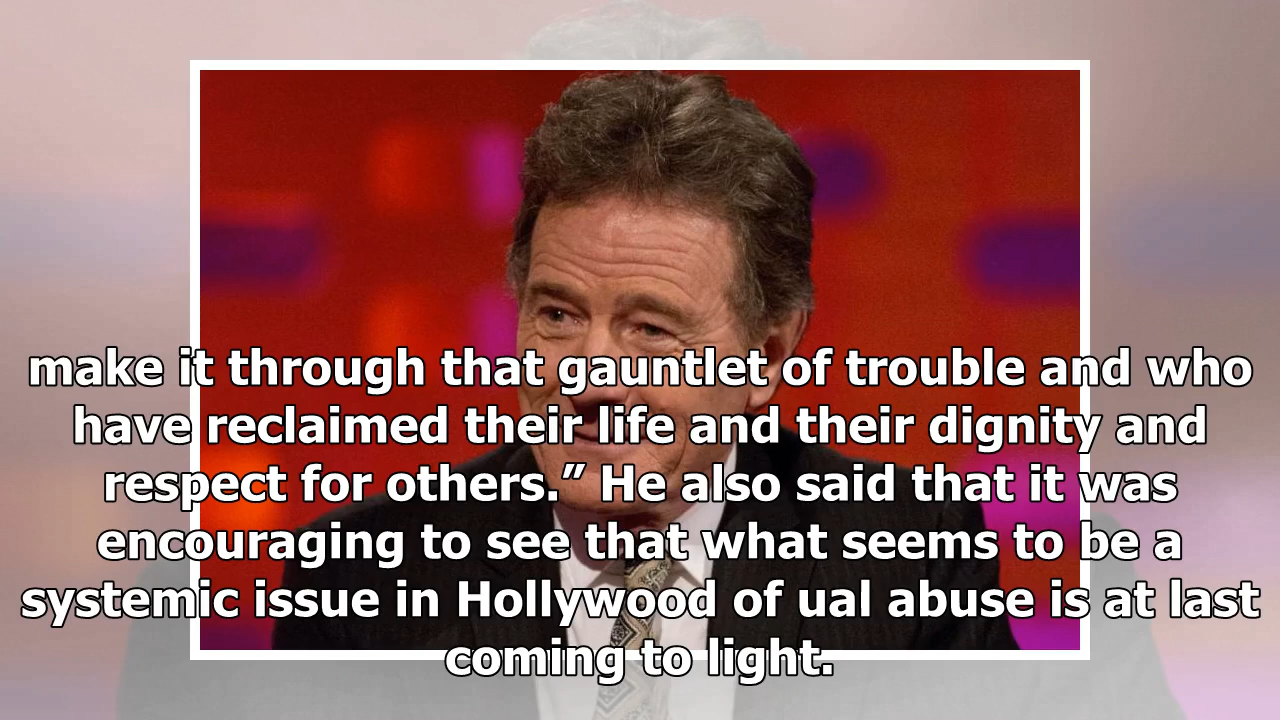 make it through that gauntlet of trouble and who
have reclaimed their life and their dignity and
respect for others.” He also said that it was
encouraging to see that what seems to be a
systemic issue in Hollywood of ual abuse is at last
coming to light.